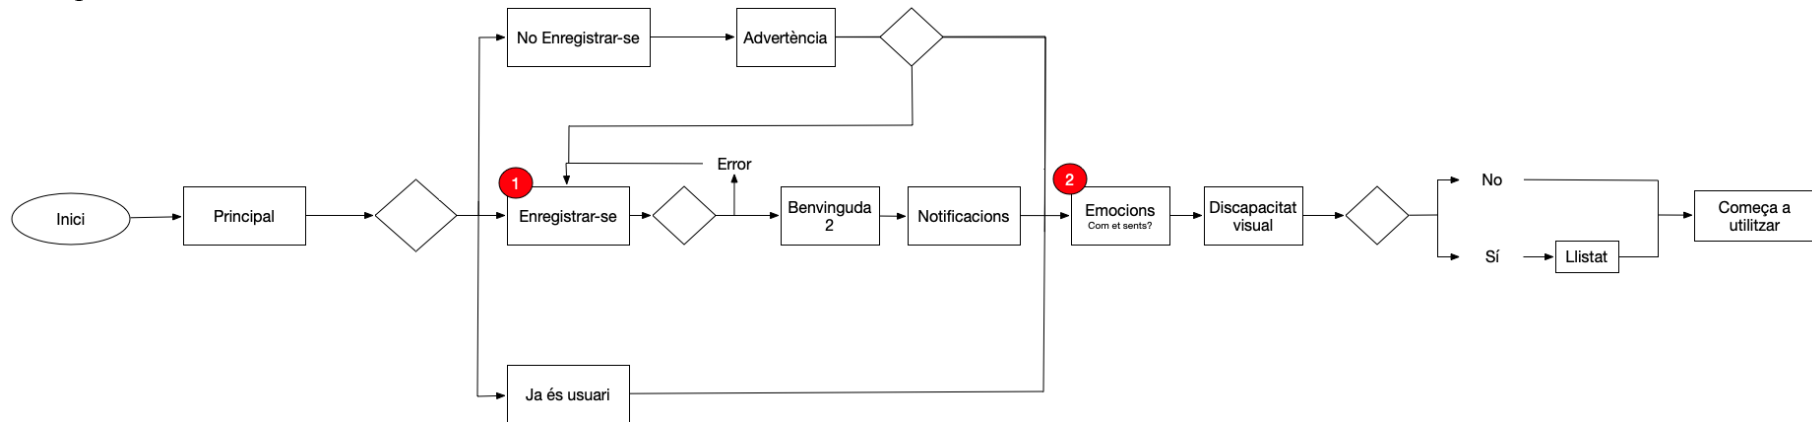 No Enregistrar-se
Advertència
Error
1
2
Inici
Principal
Enregistrar-se
Benvinguda
2
Notificacions
Emocions
Com et sents?
Discapacitat
visual
No
Sí
Llistat
Comença a
utilitzar
Ja és usuari